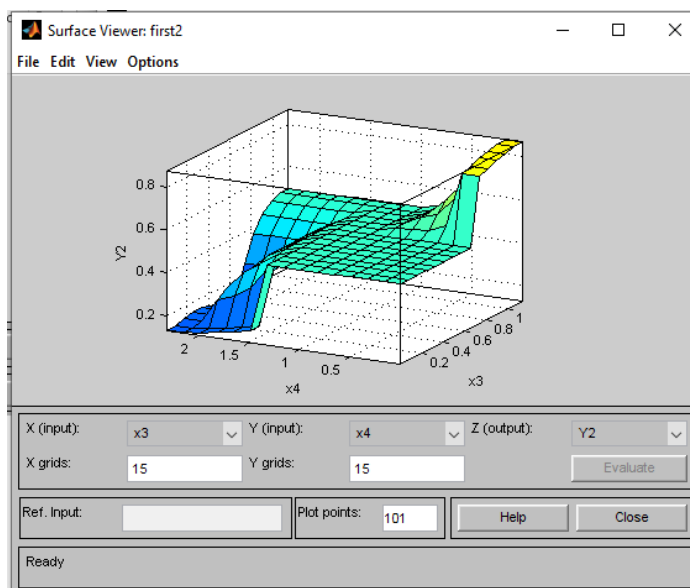 Surface Viewer: first2
File Edit View Options
0.8
0.6
0.4
0.2
Y2
2
1.5
1
0.5
x4
0.2
0.4
0.6
0.8
1
x3
X (input): x3 Y (input): x4 Z (output): Y2
X grids: 15 Y grids: 15 Evaluate
Ref. Input: Plot points: 101 Help Close
Ready